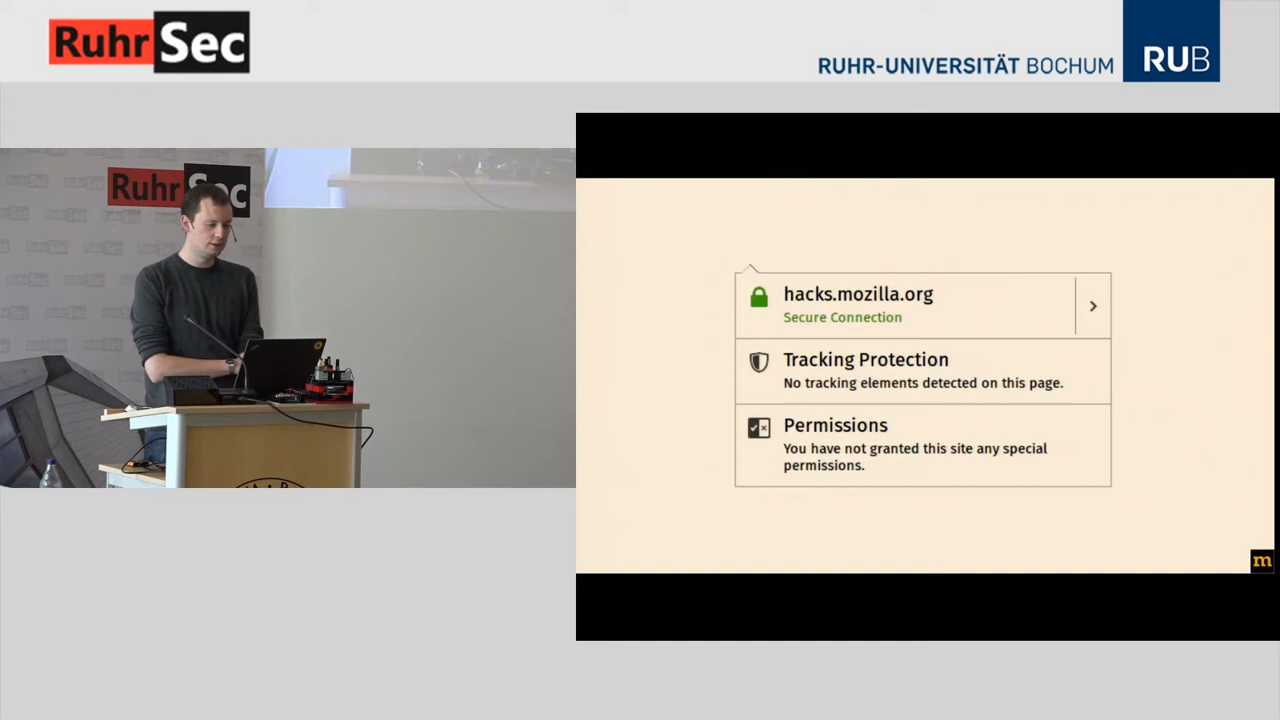 RuhrSec
RUHR-UNIVERSITÄT BOCHUM
RUB
RuhrSec
hacks.mozilla.org
Secure Connection
Tracking Protection
No tracking elements detected on this page.
Permissions
You have not granted this site any special
permissions.
m